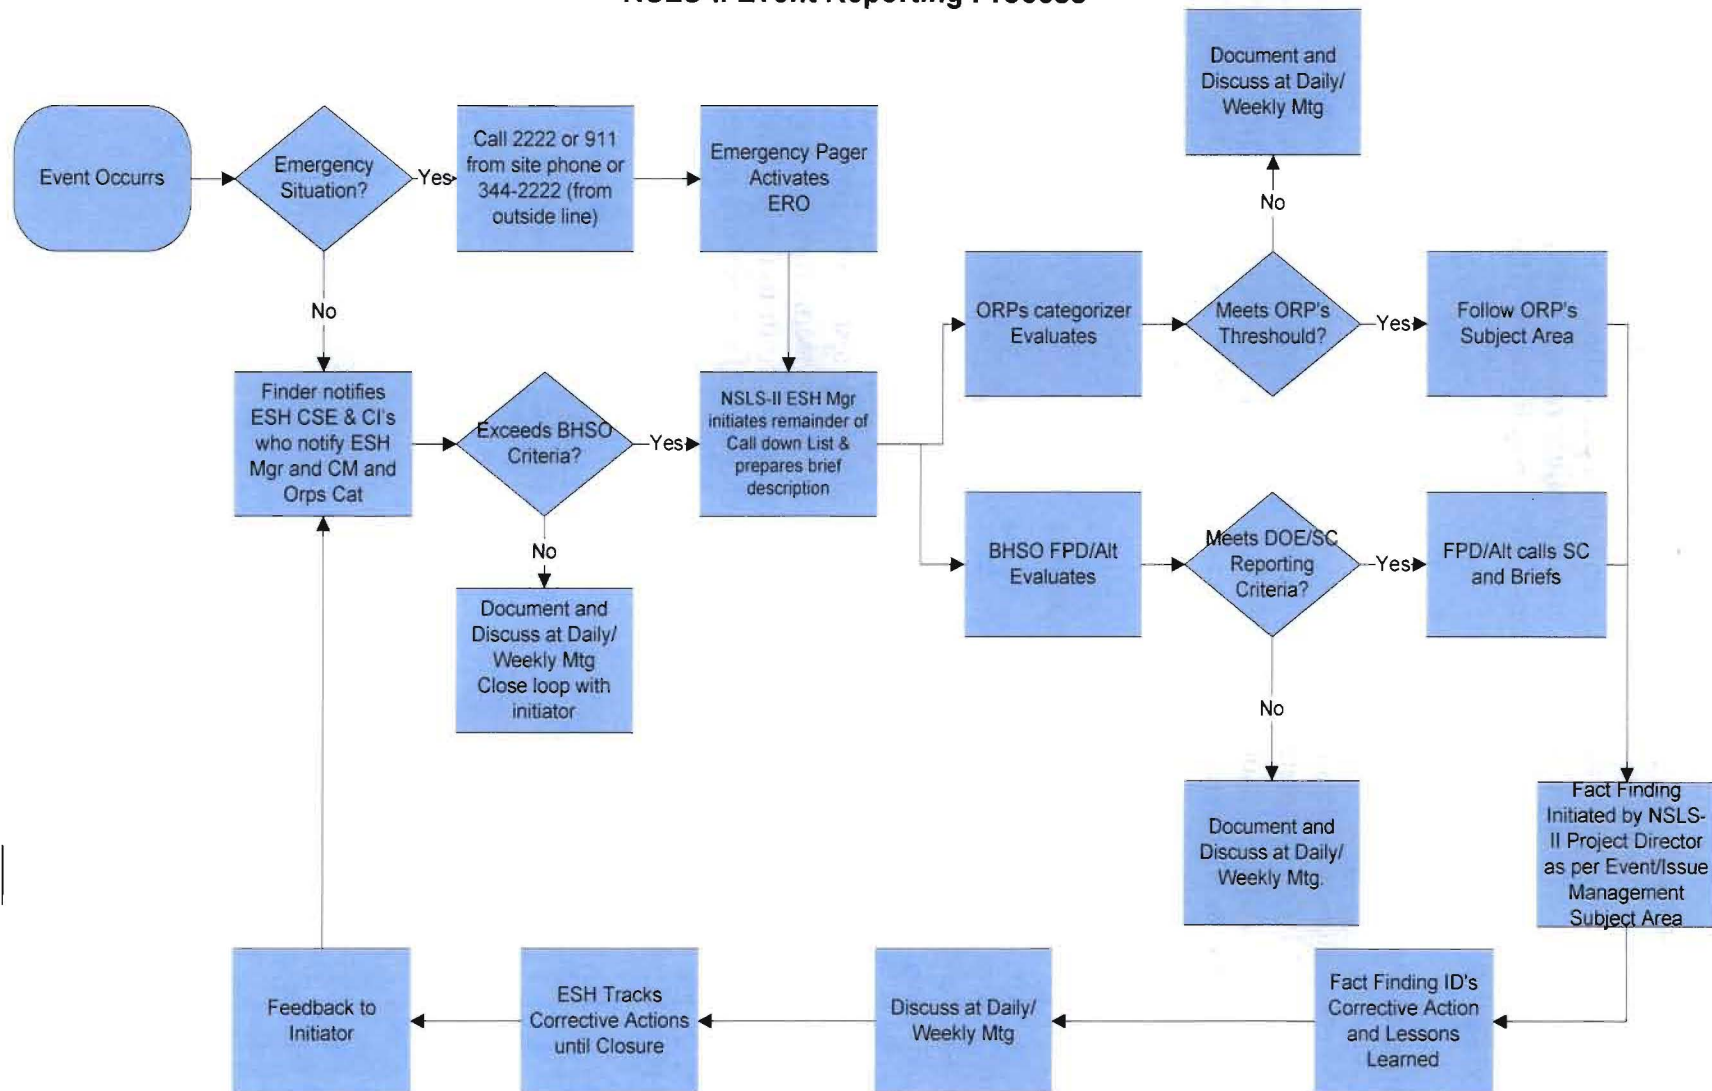 Document and
Discuss at Daily/
Weekly Mtg
Event Occurrs
Emergency
Situation?
Yes
Call 2222 or 911
from site phone or
344-2222 (from
outside line)
Emergency Pager
Activates
ERO
No
No
ORPs categorizer
Evaluates
Meets ORP's
Threshould?
Yes
Follow ORP's
Subject Area
Finder notifies
ESH CSE & CI's
who notify ESH
Mgr and CM and
Orps Cat
Exceeds BHSO
Criteria?
Yes
NSLS-II ESH Mgr
initiates remainder of
Call down List &
prepares brief
description
No
Document and
Discuss at Daily/
Weekly Mtg
Close loop with
initiator
BHSO FPD/Alt
Evaluates
Meets DOE/SC
Reporting
Criteria?
Yes
FPD/Alt calls SC
and Briefs
No
Document and
Discuss at Daily/
Weekly Mtg.
Fact Finding
Initiated by NSLS-
II Project Director
as per Event/Issue
Management
Subject Area
Feedback to
Initiator
ESH Tracks
Corrective Actions
until Closure
Discuss at Daily/
Weekly Mtg
Fact Finding ID's
Corrective Action
and Lessons
Learned